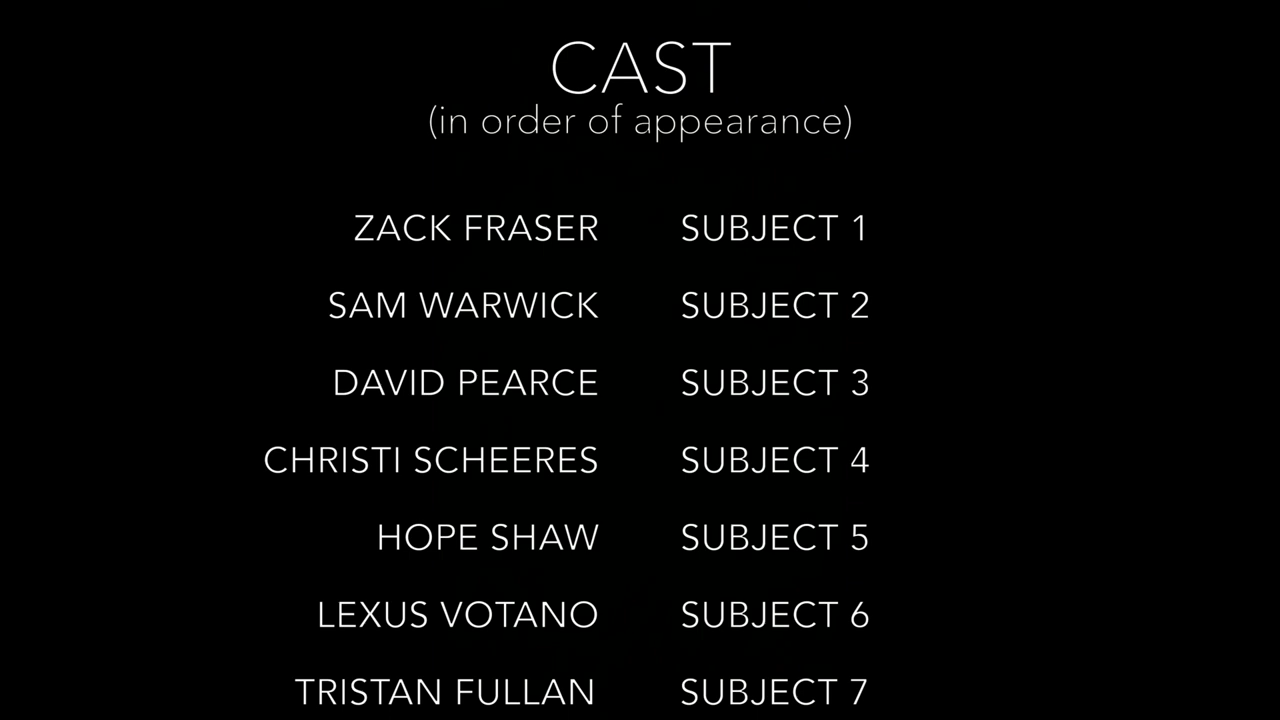 CAST
(in order of appearance)
ZACK FRASER SUBJECT 1
SAM WARWICK SUBJECT 2
DAVID PEARCE SUBJECT 3
CHRISTI SCHEERES SUBJECT 4
HOPE SHAW SUBJECT 5
LEXUS VOTANO SUBJECT 6
TRISTAN FULLAN SUBJECT 7